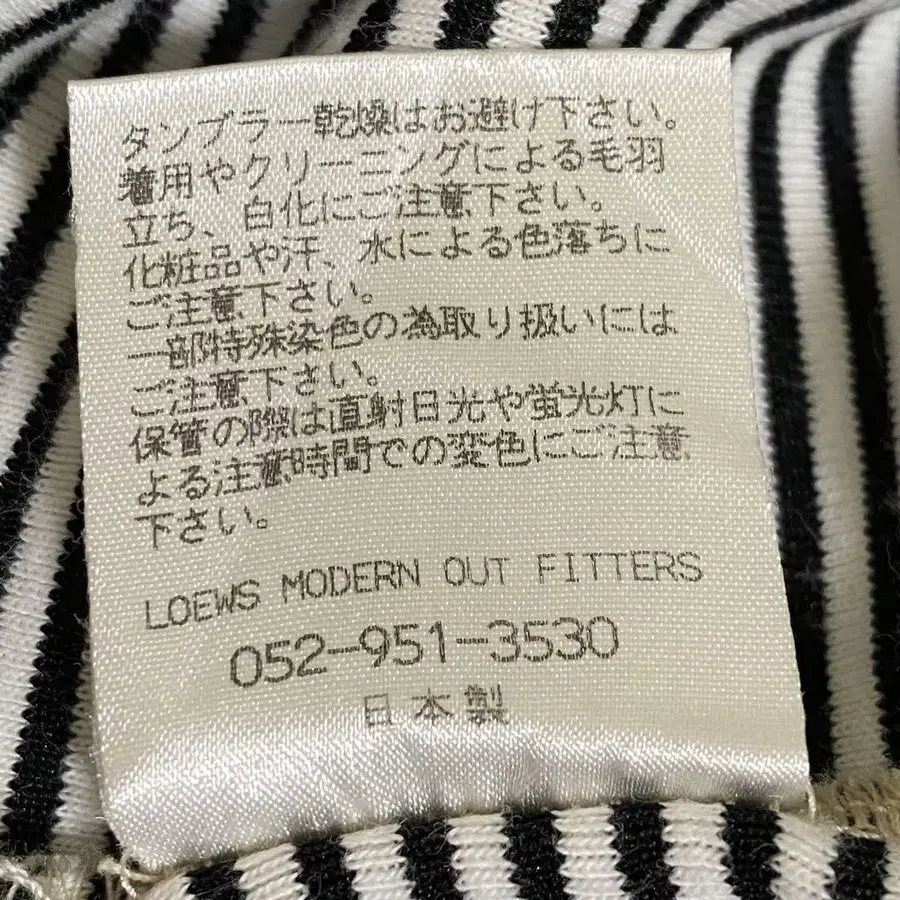 タンブラー乾燥はお避け下さい。
着用やクリーニングによる毛羽
立ち、白化にご注意下さい。
化粧品や汗、水による色落ちに
ご注意下さい。
一部特殊染色の為取り扱いには
ご注意下さい。
保管の際は直射日光や蛍光灯に
よる注意時間での変色にご注意
下さい。
LOEWS MODERN OUT FITTERS
052-951-3530
日本製